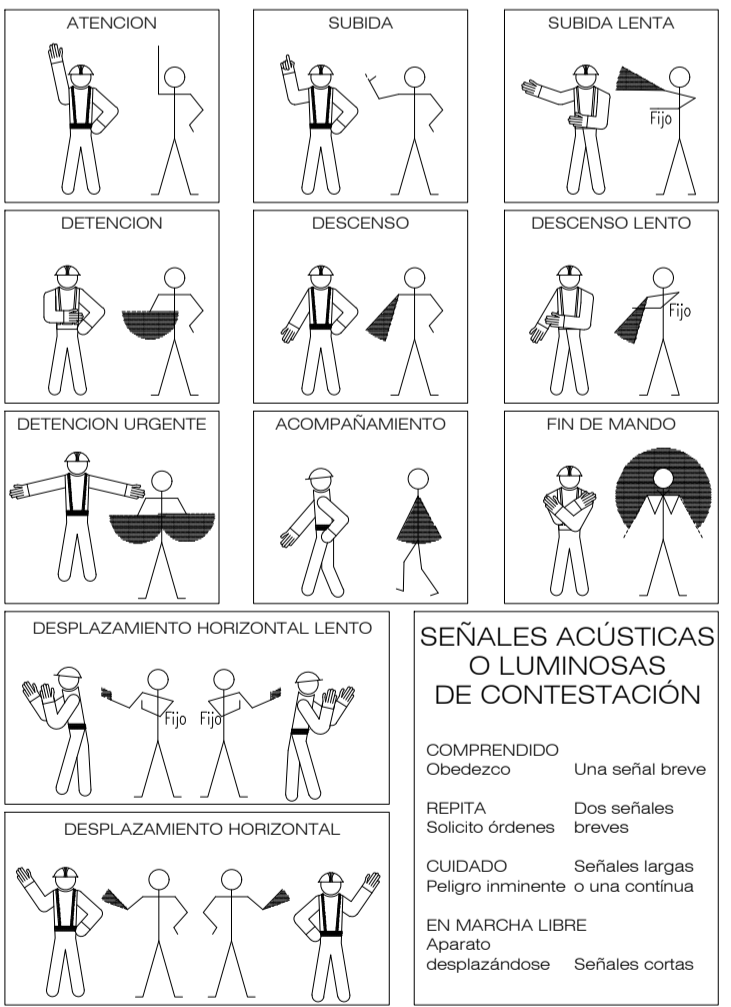 ATENCION
SUBIDA
SUBIDA LENTA
Fijo
DETENCION
DESCENSO
DESCENSO LENTO
Fijo
DETENCION URGENTE
ACOMPAÑAMIENTO
FIN DE MANDO
DESPLAZAMIENTO HORIZONTAL LENTO
Fijo Fijo
DESPLAZAMIENTO HORIZONTAL
SEÑALES ACÚSTICAS
O LUMINOSAS
DE CONTESTACIÓN
COMPRENDIDO
Obedezco Una señal breve
REPITA Dos señales
Solicito órdenes breves
CUIDADO Señales largas
Peligro inminente o una contínua
EN MARCHA LIBRE
Aparato
desplazándose Señales cortas